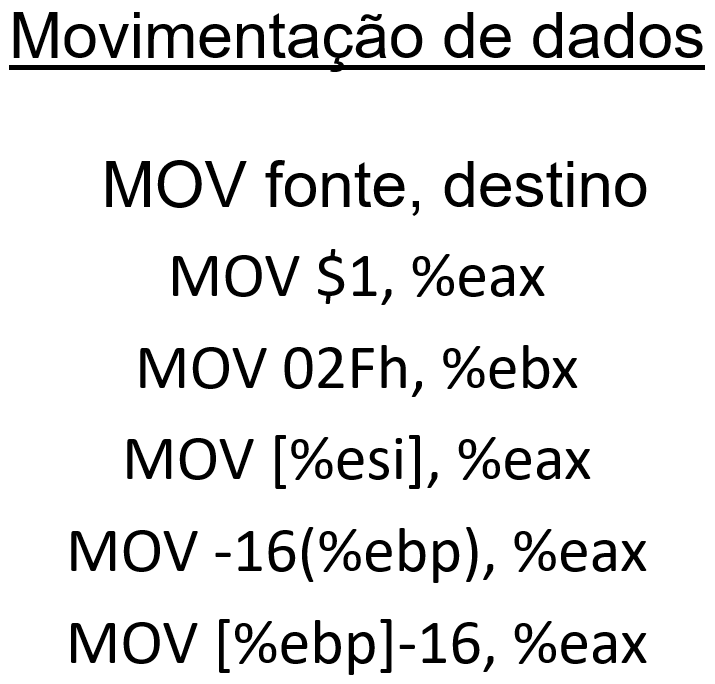 Movimentação de dados
MOV fonte, destino
MOV $1, %eax
MOV 02Fh, %ebx
MOV [%esi], %eax
MOV -16(%ebp), %eax
MOV [%ebp]-16, %eax